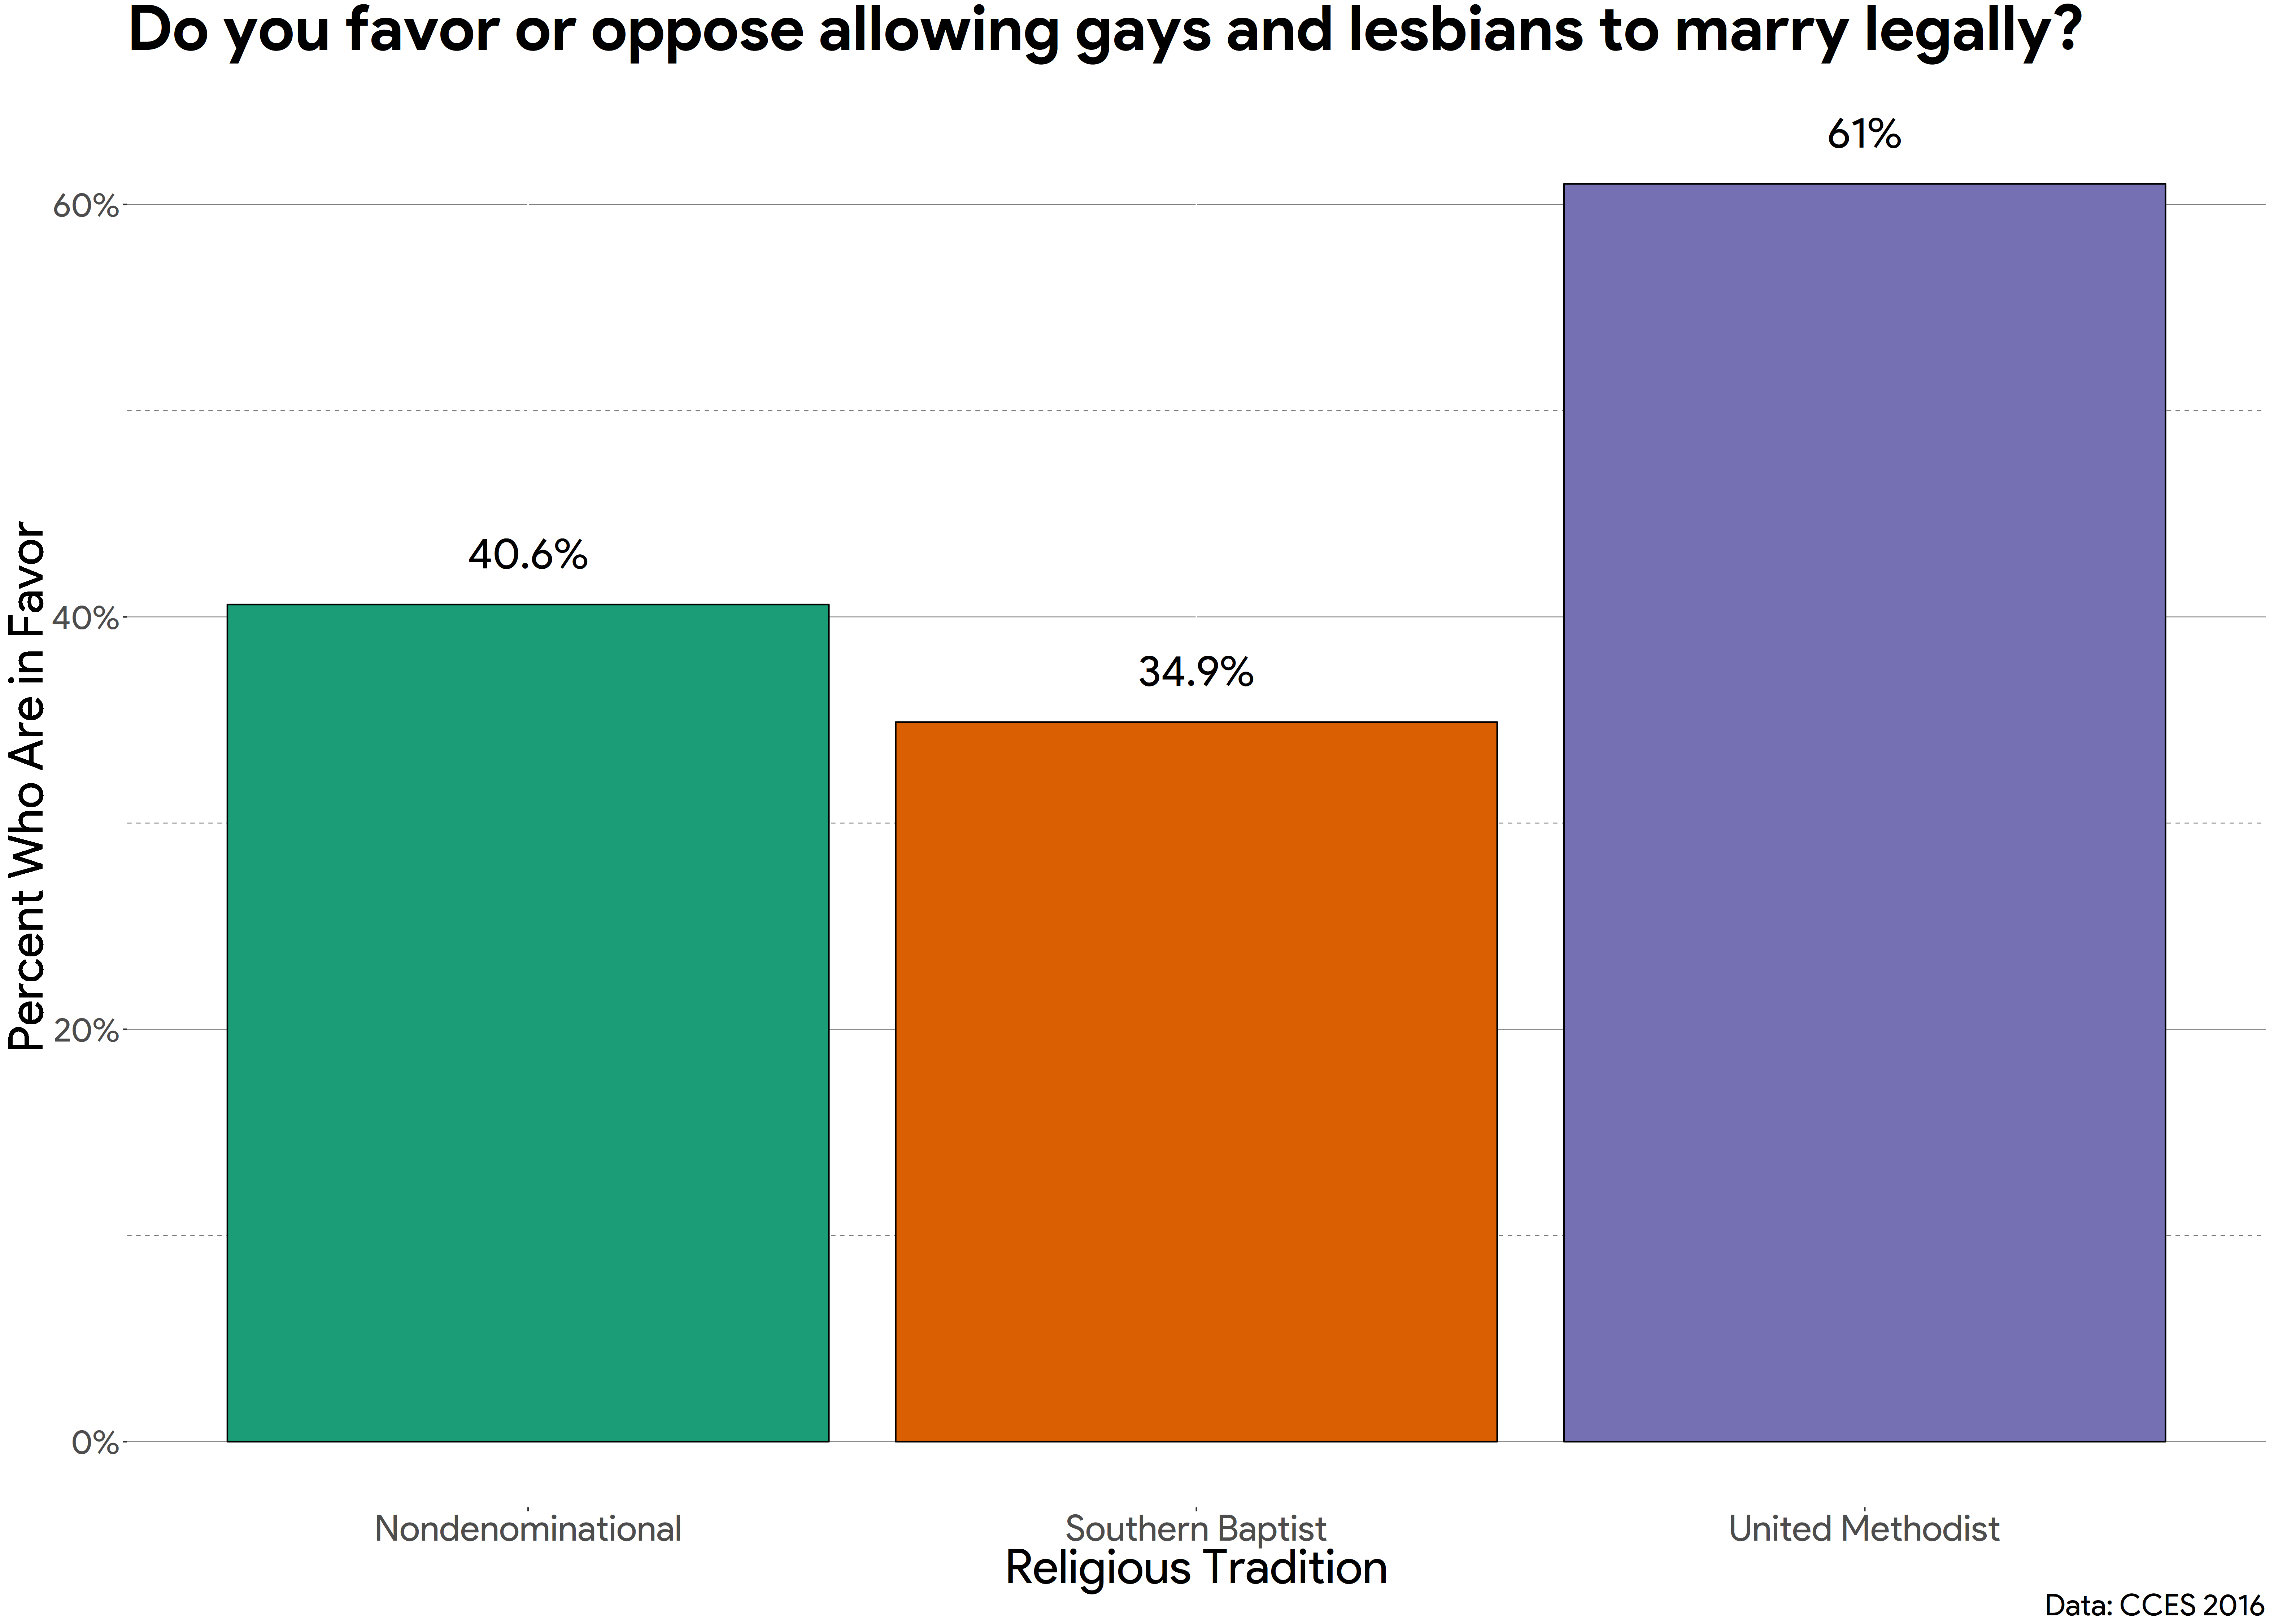 Do you favor or oppose allowing gays and lesbians to marry legally?
61%
60%
40.6%
40%
34.9%
20%
0%
Percent Who Are in Favor
Nondenominational Southern Baptist United Methodist
Religious Tradition
Data: CCES 2016